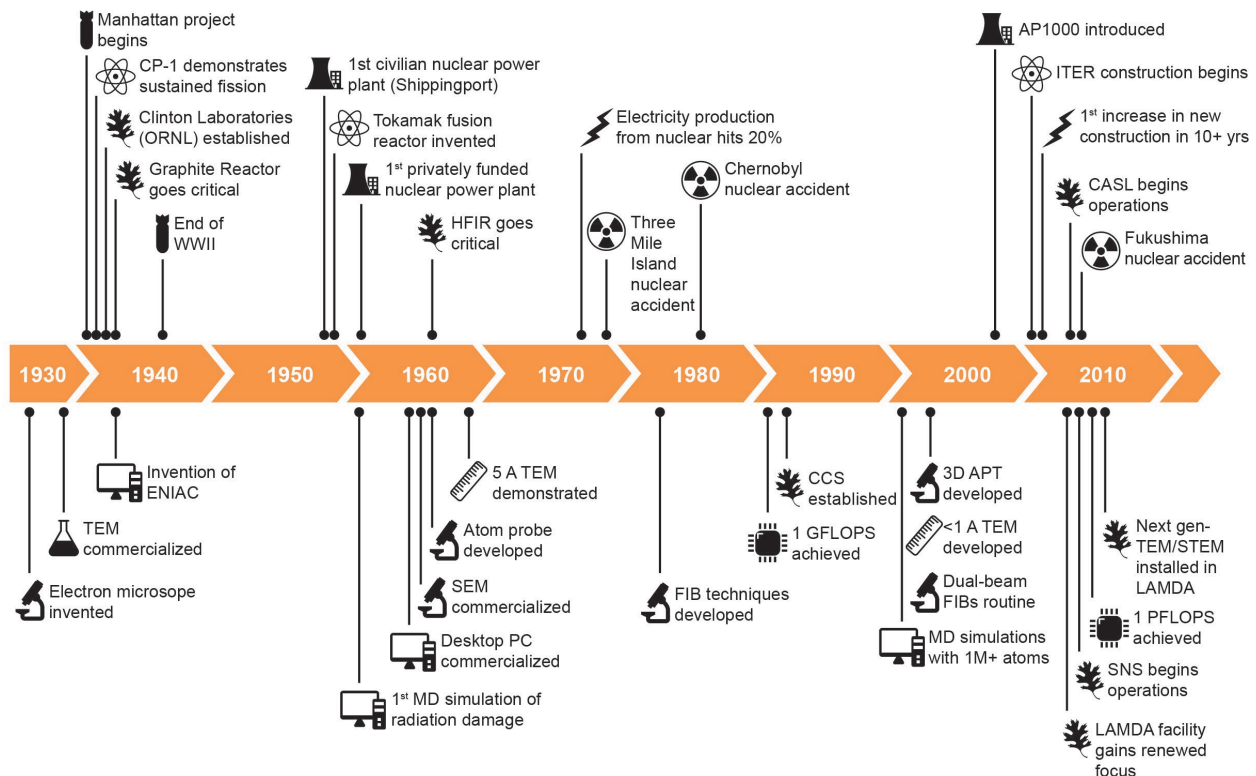 Manhattan project
begins
CP-1 demonstrates
sustained fission
Clinton Laboratories
(ORNL) established
Graphite Reactor
goes critical
End of
WWII
1st civilian nuclear power
plant (Shippingport)
Tokamak fusion
reactor invented
1st privately funded
nuclear power plant
HFIR goes
critical
Electricity production
from nuclear hits 20%
Three
Mile
Island
nuclear
accident
Chernobyl
nuclear accident
AP1000 introduced
ITER construction begins
1st increase in new
construction in 10+ yrs
CASL begins
operations
Fukushima
nuclear accident
1930 1940 1950 1960 1970 1980 1990 2000 2010
Invention of
ENIAC
TEM
commercialized
Electron microsope
invented
5 A TEM
demonstrated
Atom probe
developed
SEM
commercialized
Desktop PC
commercialized
1st MD simulation of
radiation damage
FIB techniques
developed
CCS
established
1 GFLOPS
achieved
3D APT
developed
<1 A TEM
developed
Dual-beam
FIBs routine
MD simulations
with 1M+ atoms
Next gen-
TEM/STEM
installed in
LAMDA
1 PFLOPS
achieved
SNS begins
operations
LAMDA facility
gains renewed
focus